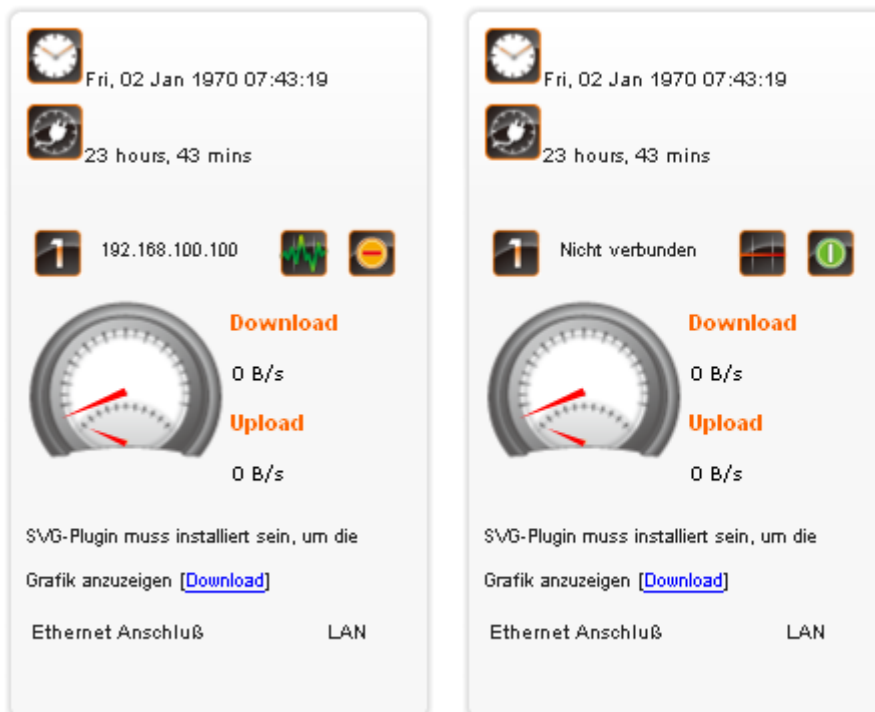 Fri, 02 Jan 1970 07:43:19
23 hours, 43 mins
1 192.168.100.100
Download
0 B/s
Upload
0 B/s
SVG-Plugin muss installiert sein, um die
Grafik anzuzeigen [Download]
Ethernet Anschluß LAN
Fri, 02 Jan 1970 07:43:19
23 hours, 43 mins
1 Nicht verbunden
Download
0 B/s
Upload
0 B/s
SVG-Plugin muss installiert sein, um die
Grafik anzuzeigen [Download]
Ethernet Anschluß LAN